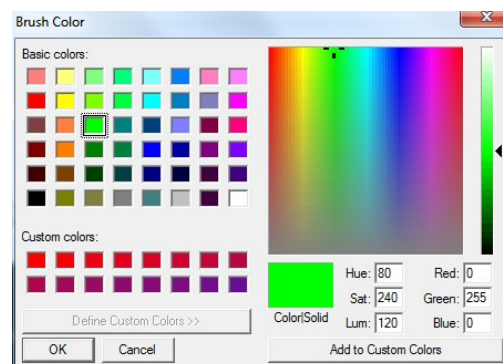 Brush Color
x
Basic colors:
Custom colors:
Define Custom Colors >>
OK Cancel
Hue: 80 Red: 0
Sat: 240 Green: 255
Color|Solid Lum: 120 Blue: 0
Add to Custom Colors